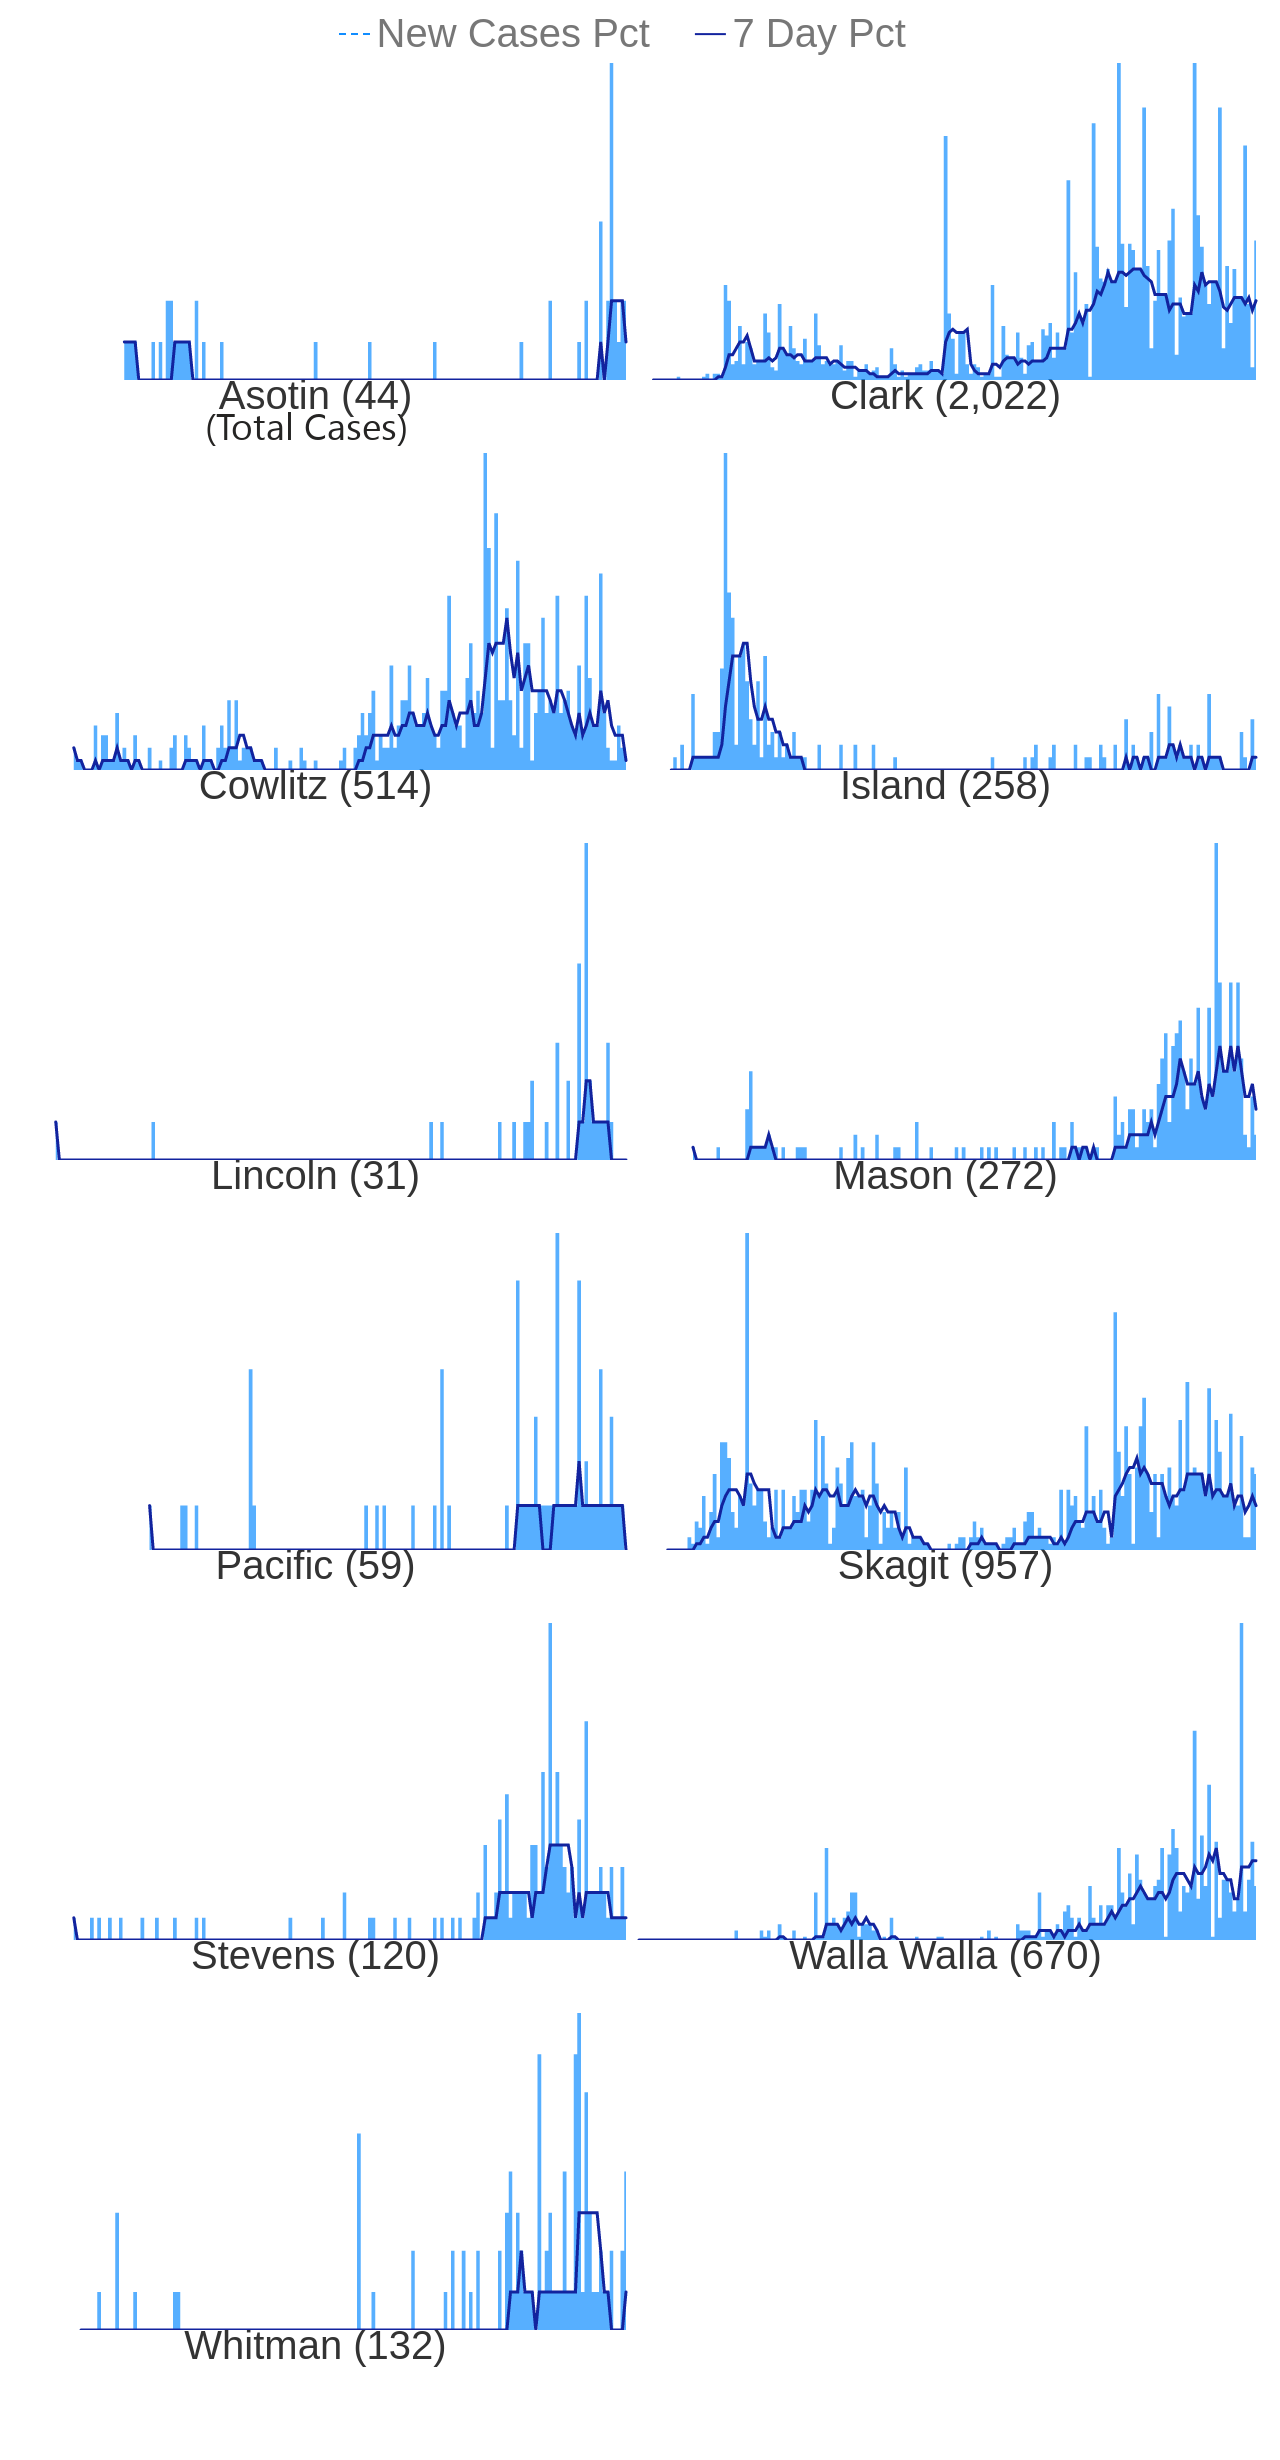 New Cases Pct 7 Day Pct
Asotin (44) Clark (2,022)
(Total Cases)
Cowlitz (514) Island (258)
Lincoln (31) Mason (272)
Pacific (59) Skagit (957)
Stevens (120) Walla Walla (670)
Whitman (132)